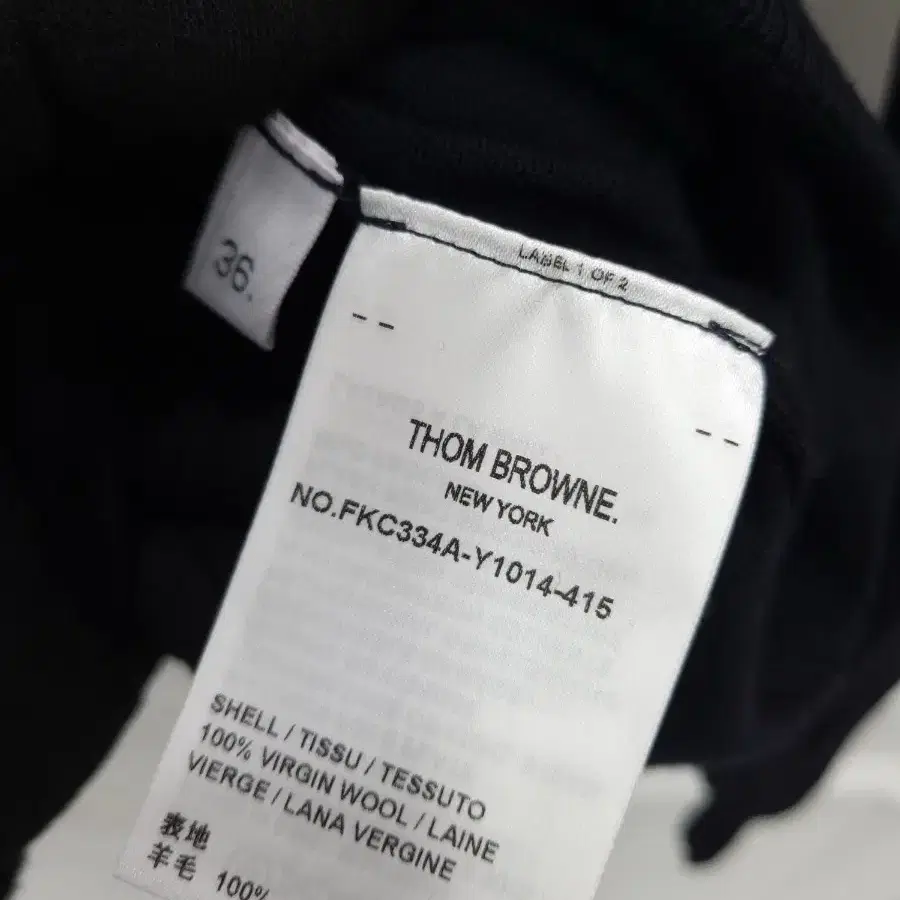 36.
LABEL 1 OF 2
-- --
THOM BROWNE.
NEW YORK
NO.FKC334A-Y1014-415
SHELL / TISSU / TESSUTO
100% VIRGIN WOOL / LAINE
VIERGE / LANA VERGINE
表地
羊毛 100%